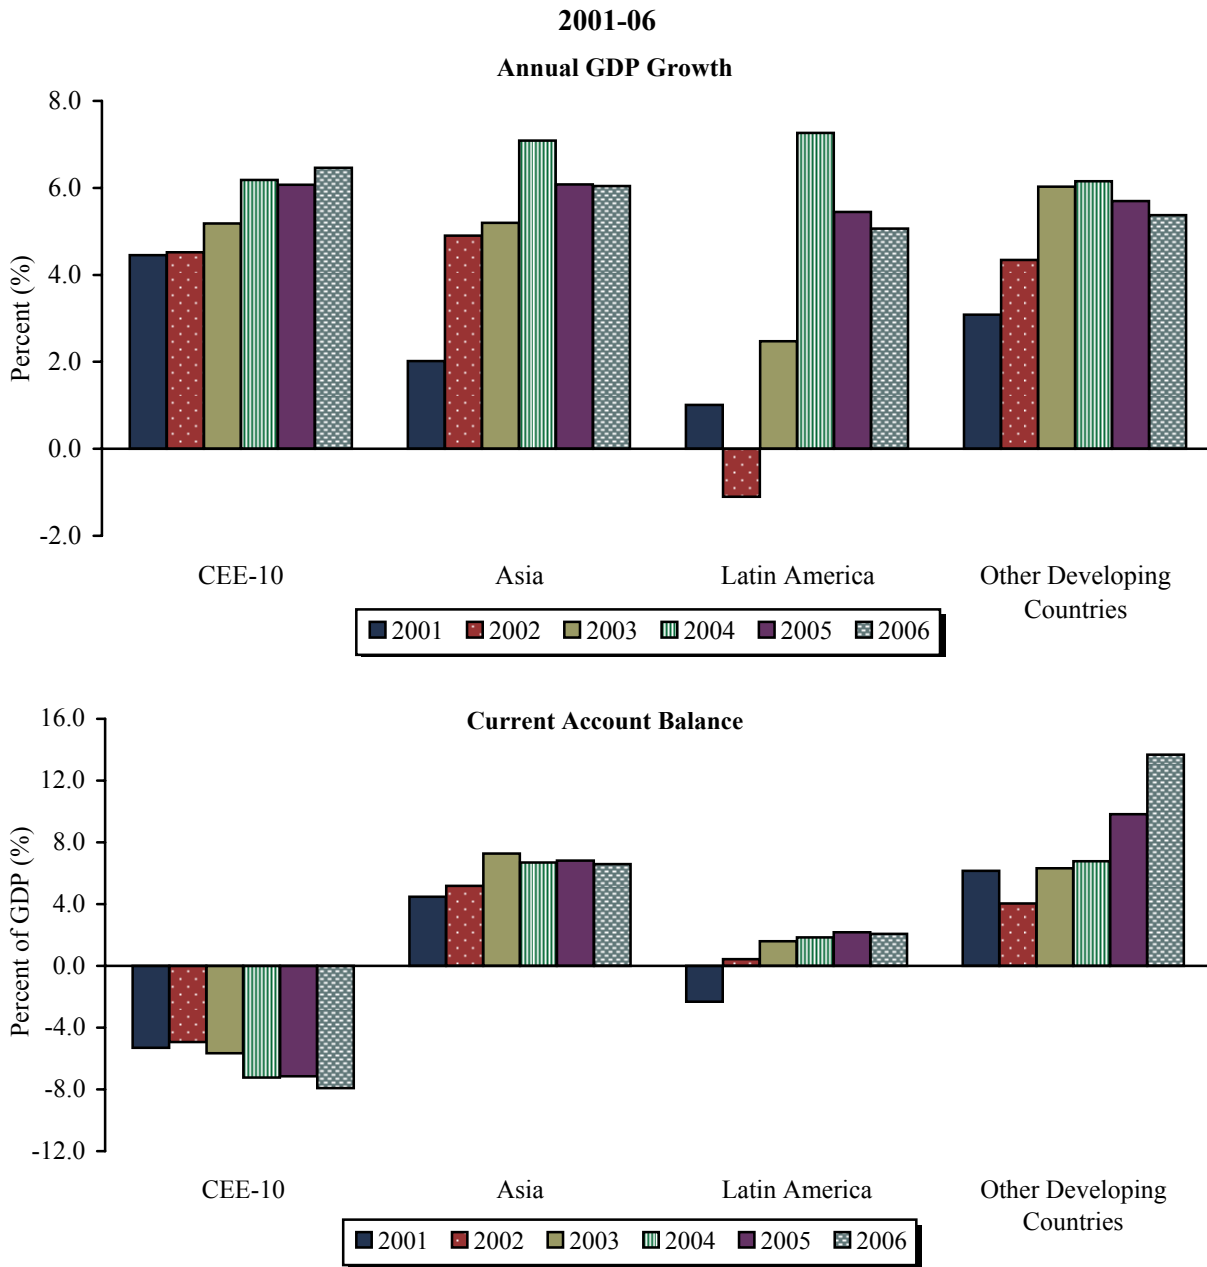 2001-06
Annual GDP Growth
Percent (%)
8.0
6.0
4.0
2.0
0.0
-2.0
CEE-10
Asia
Latin America
Other Developing
Countries
2001 2002 2003 2004 2005 2006
Current Account Balance
Percent of GDP (%)
16.0
12.0
8.0
4.0
0.0
-4.0
-8.0
-12.0
CEE-10
Asia
Latin America
Other Developing
Countries
2001 2002 2003 2004 2005 2006